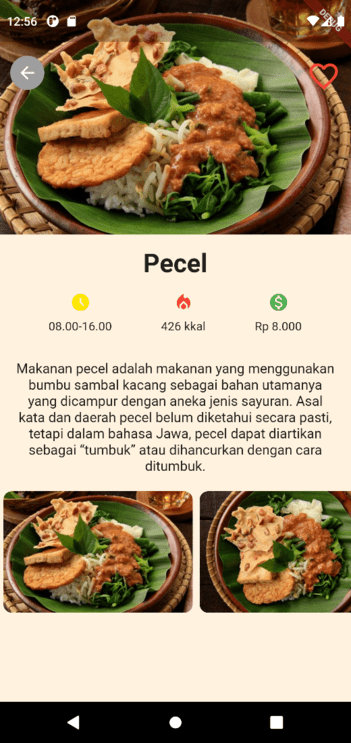 12:56
DEBUG
Pecel
08.00-16.00
426 kkal
Rp 8.000
Makanan pecel adalah makanan yang menggunakan
bumbu sambal kacang sebagai bahan utamanya
yang dicampur dengan aneka jenis sayuran. Asal
kata dan daerah pecel belum diketahui secara pasti,
tetapi dalam bahasa Jawa, pecel dapat diartikan
sebagai “tumbuk” atau dihancurkan dengan cara
ditumbuk.